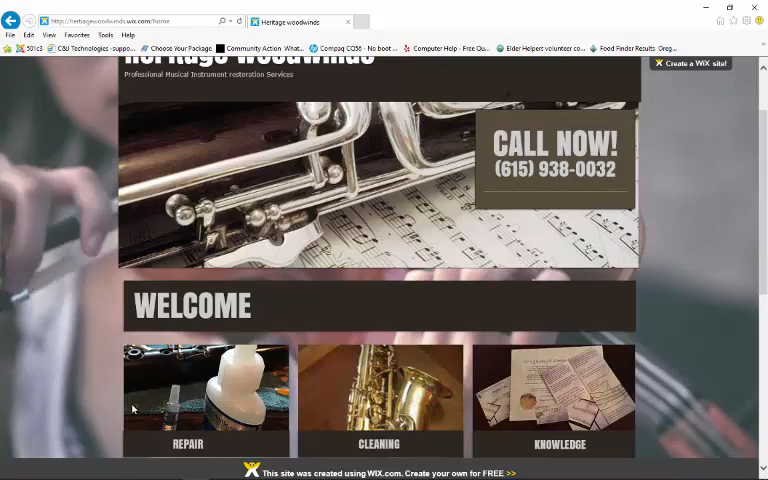 http://heritagewoodwinds.wix.com/home
Heritage woodwinds
File Edit View Favorites Tools Help
501c3 C&U Technologies -suppo... Choose Your Package Community Action What... Compaq CQ56 - No boot ... Computer Help - Free Qu... Elder Helpers volunteer co... Food Finder Results Greg...
Heritage woodwinds
Create a WiX site!
Professional Musical Instrument restoration Services
CALL NOW!
(615) 938-0032
WELCOME
REPAIR CLEANING KNOWLEDGE
This site was created using WIX.com. Create your own for FREE >>